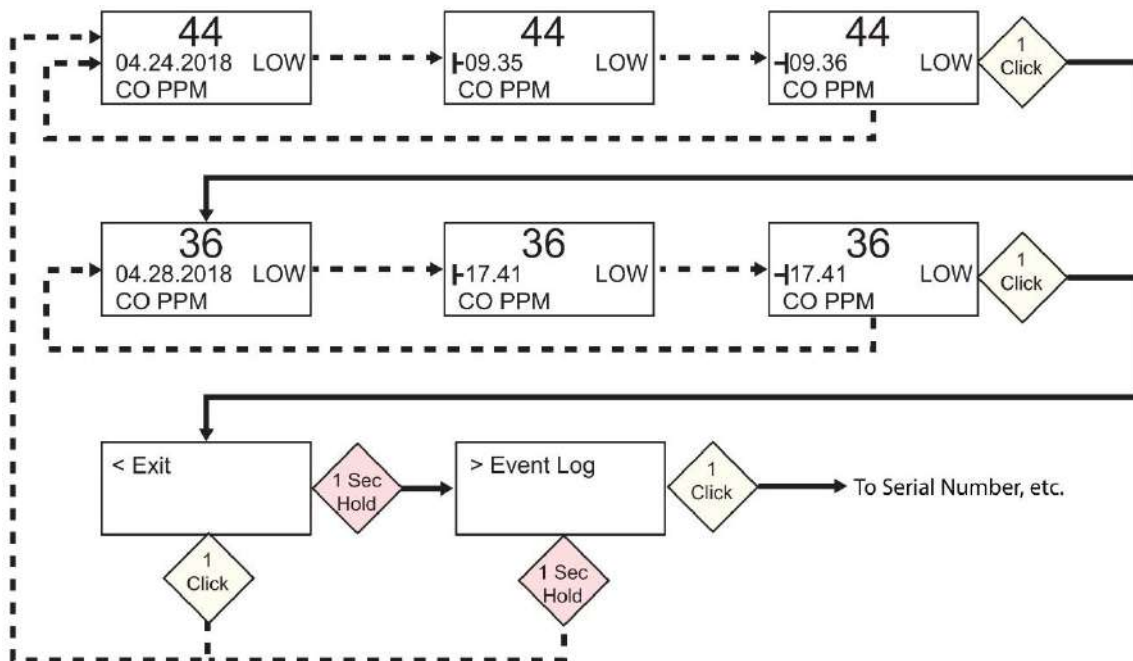 44
04.24.2018 LOW
CO PPM
44
09.35 LOW
CO PPM
44
09.36 LOW
CO PPM
1
Click
36
04.28.2018 LOW
CO PPM
36
17.41 LOW
CO PPM
36
17.41 LOW
CO PPM
1
Click
< Exit
1 Sec
Hold
> Event Log
1
Click
To Serial Number, etc.
1
Click
1 Sec
Hold